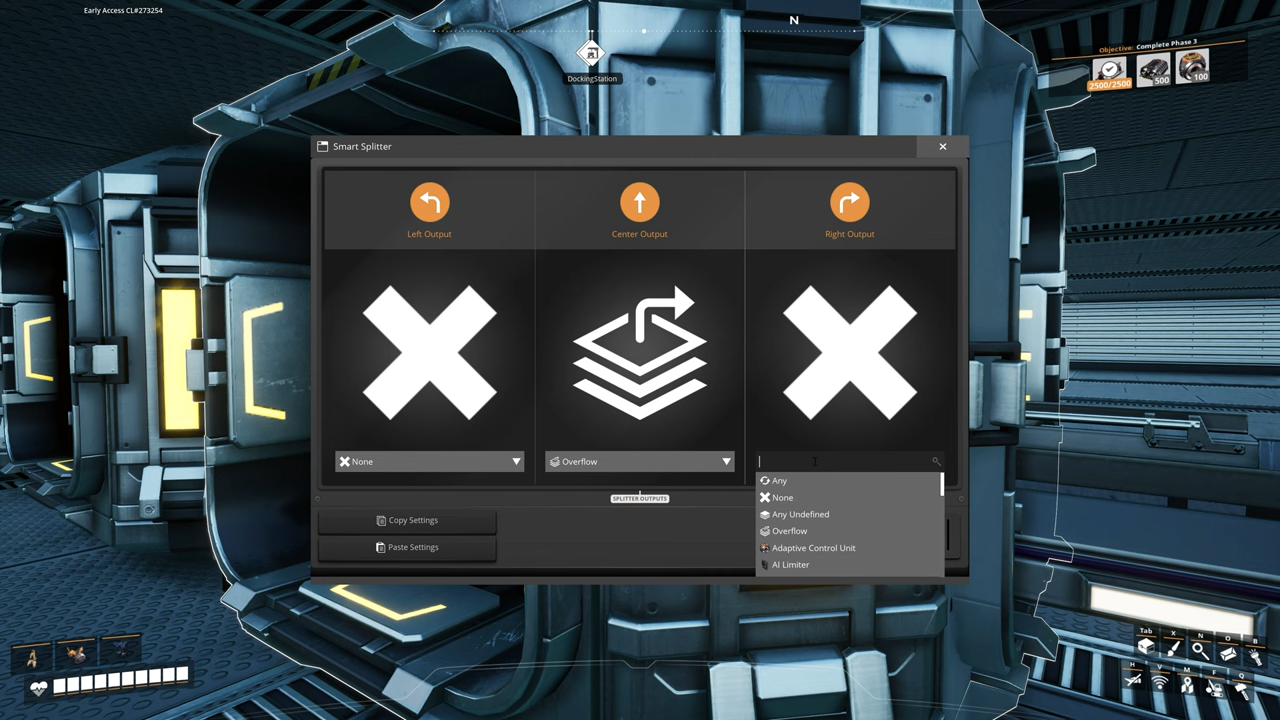 Early Access CL#273254
N
DockingStation
Objective: Complete Phase 3
2500/2500
500
100
Smart Splitter
Left Output
Center Output
Right Output
None
Overflow
Any
None
Any Undefined
Overflow
Adaptive Control Unit
AI Limiter
SPLITTER OUTPUTS
Copy Settings
Paste Settings
Tab X N O B
H V M T Q